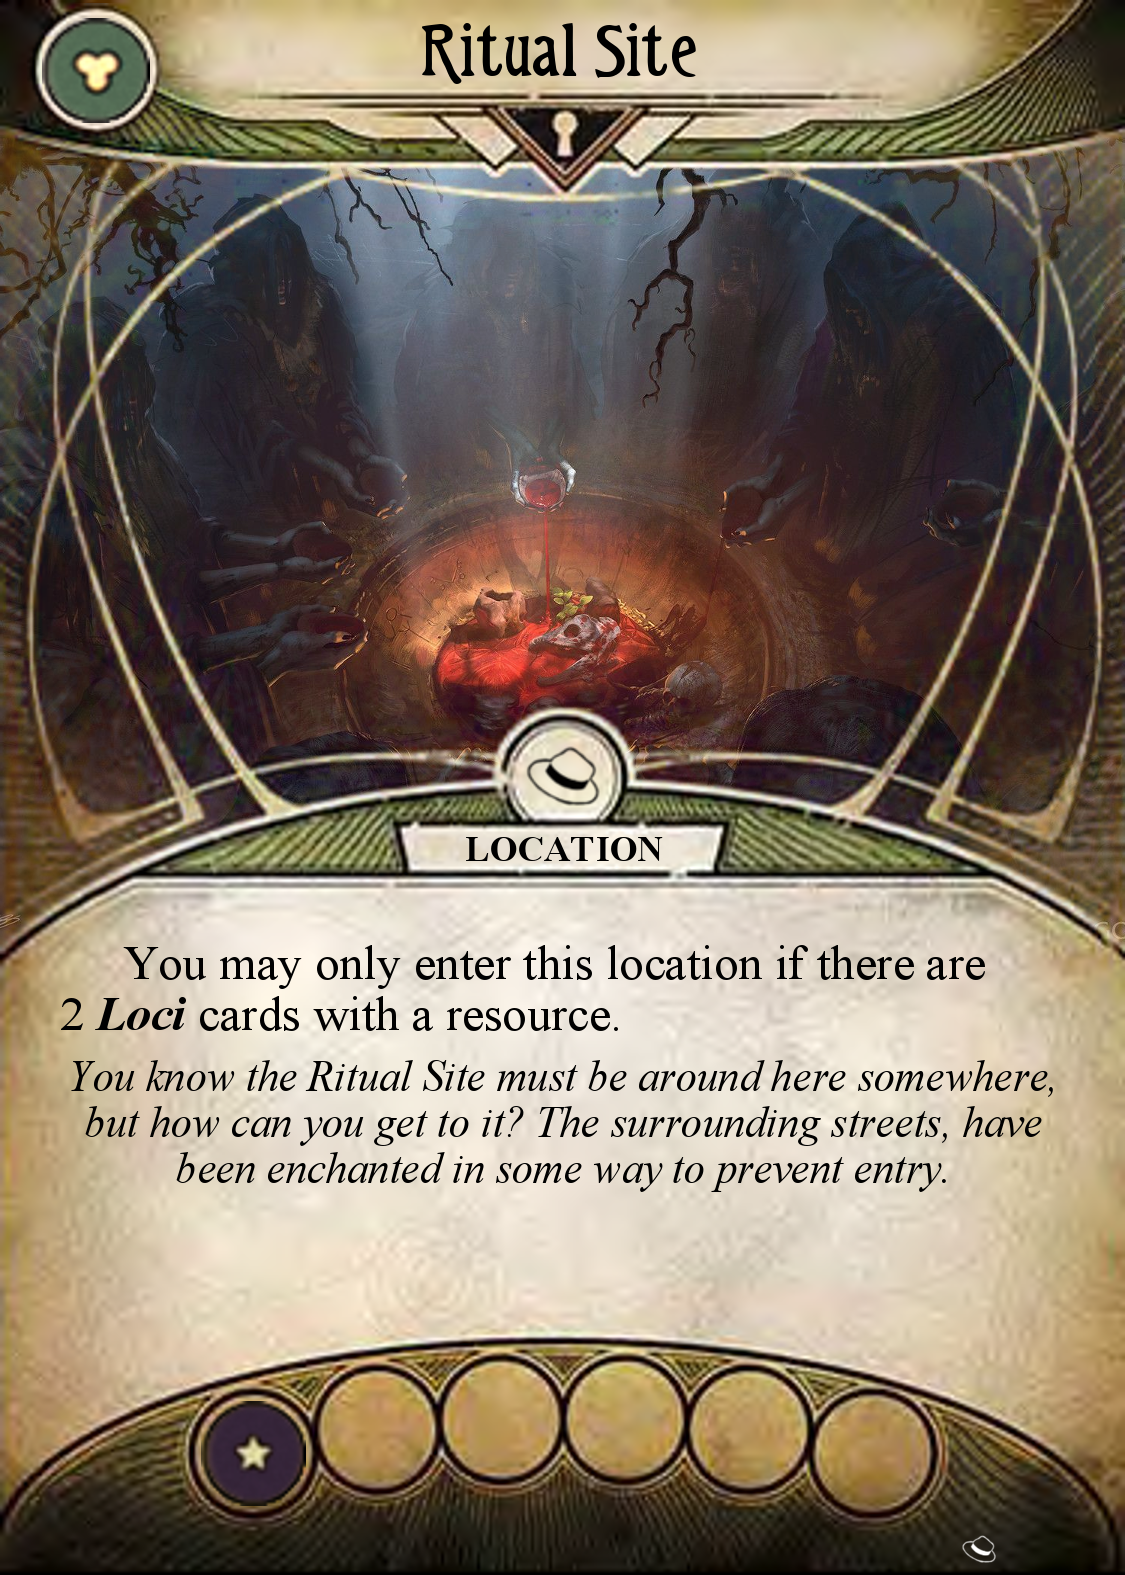 Ritual Site
LOCATION
You may only enter this location if there are
2 Loci cards with a resource.
You know the Ritual Site must be around here somewhere,
but how can you get to it? The surrounding streets, have
been enchanted in some way to prevent entry.